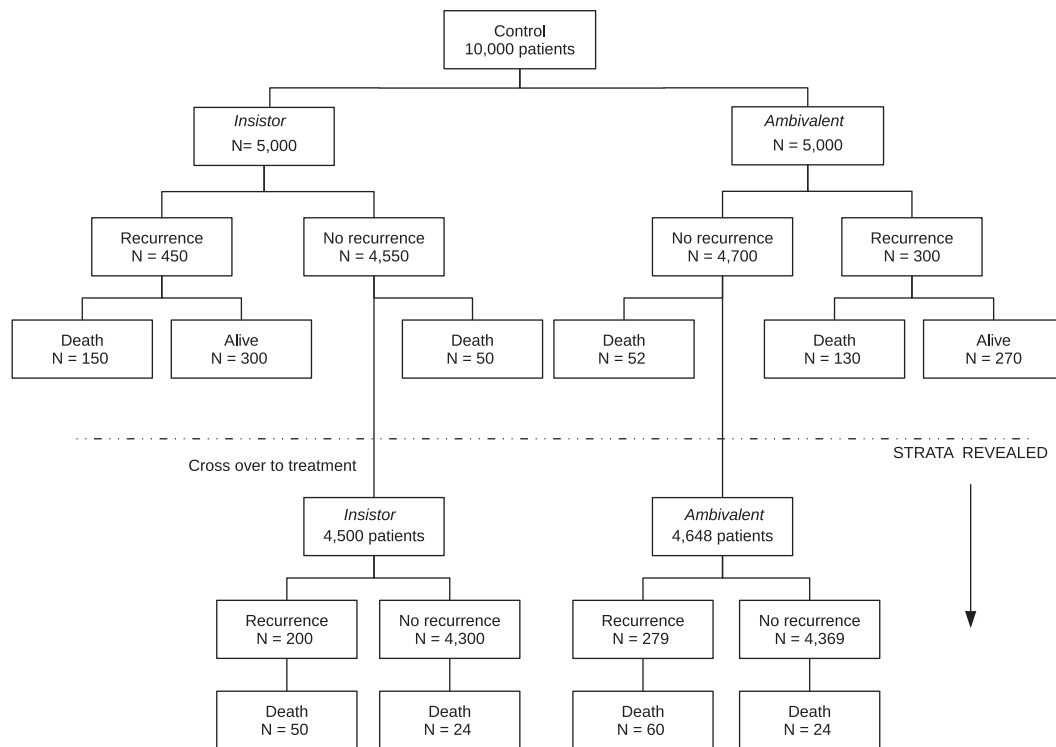 Control
10,000 patients
Insistor
N= 5,000
Ambivalent
N = 5,000
Recurrence
N = 450
No recurrence
N = 4,550
No recurrence
N = 4,700
Recurrence
N = 300
Death
N = 150
Alive
N = 300
Death
N = 50
Death
N = 52
Death
N = 130
Alive
N = 270
Cross over to treatment
STRATA REVEALED
Insistor
4,500 patients
Ambivalent
4,648 patients
Recurrence
N = 200
No recurrence
N = 4,300
Recurrence
N = 279
No recurrence
N = 4,369
Death
N = 50
Death
N = 24
Death
N = 60
Death
N = 24